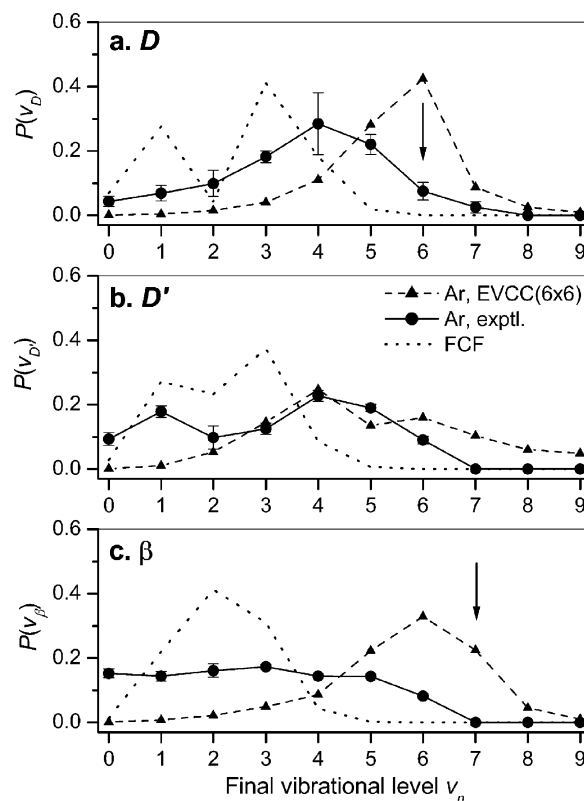 a. D
P(v_D)
0.6
0.4
0.2
0.0
0 1 2 3 4 5 6 7 8 9
b. D'
P(v_D')
0.6
0.4
0.2
0.0
Ar, EVCC(6x6)
Ar, exptl.
FCF
0 1 2 3 4 5 6 7 8 9
c. β
P(v_β)
0.6
0.4
0.2
0.0
0 1 2 3 4 5 6 7 8 9
Final vibrational level v_n